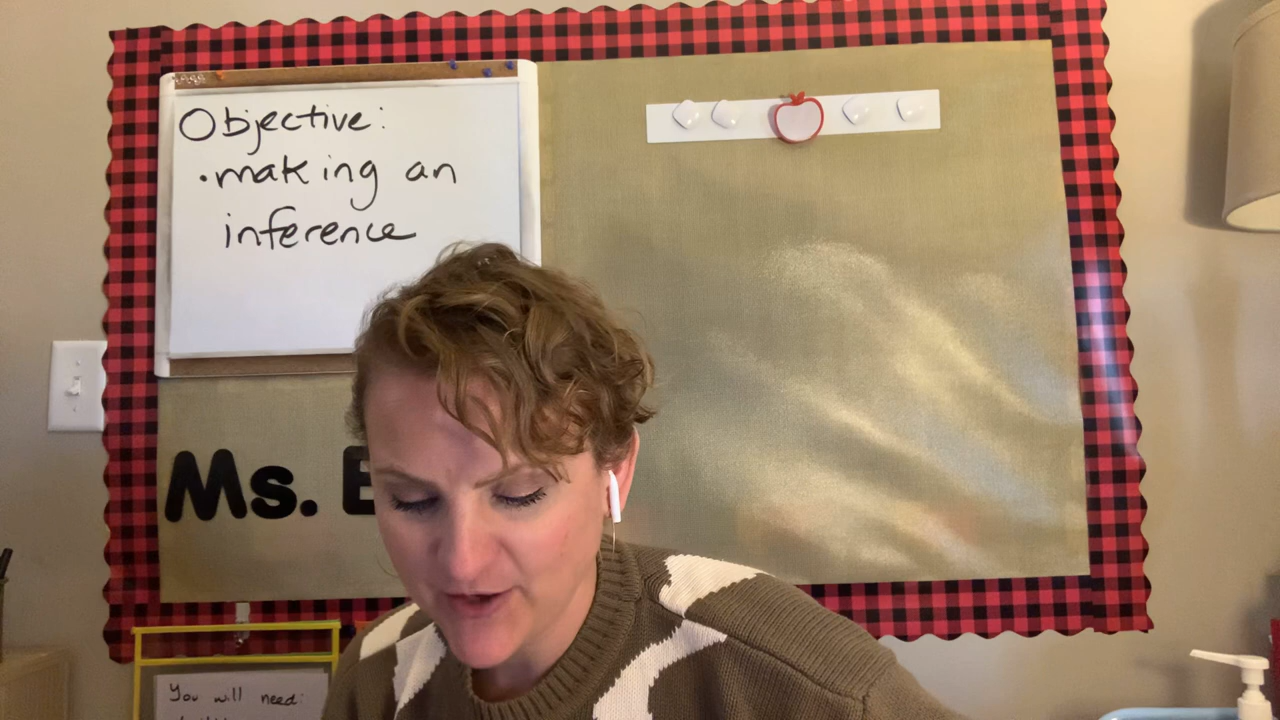 Objective:
•making an
inference
Ms. E
You will need: